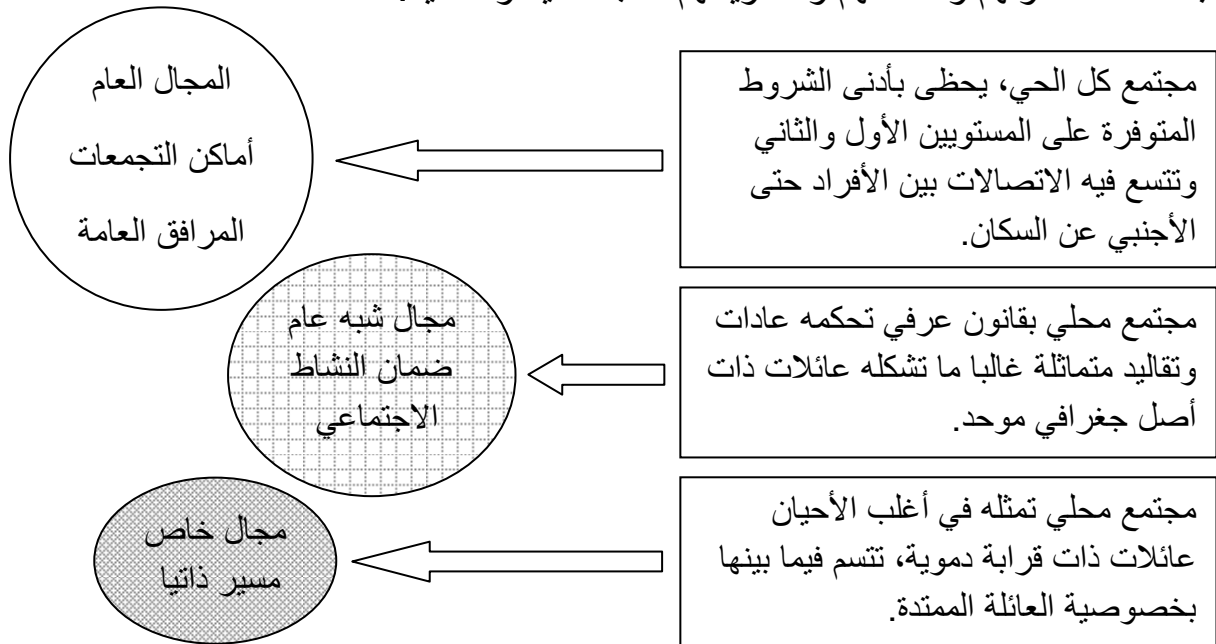 المجال العام
أماكن التجمعات
المرافق العامة
مجتمع كل الحي، يحظى بأدنى الشروط
المتوفرة على المستويين الأول والثاني
وتتسع فيه الاتصالات بين الأفراد حتى
الأجنبي عن السكان.
مجال شبه عام
ضمان النشاط
الاجتماعي
مجتمع محلي بقانون عرفي تحكمه عادات
وتقاليد متماثلة غالبا ما تشكله عائلات ذات
أصل جغرافي موحد.
مجال خاص
مسير ذاتيا
مجتمع محلي تمثله في أغلب الأحيان
عائلات ذات قرابة دموية، تتسم فيما بينها
بخصوصية العائلة الممتدة.